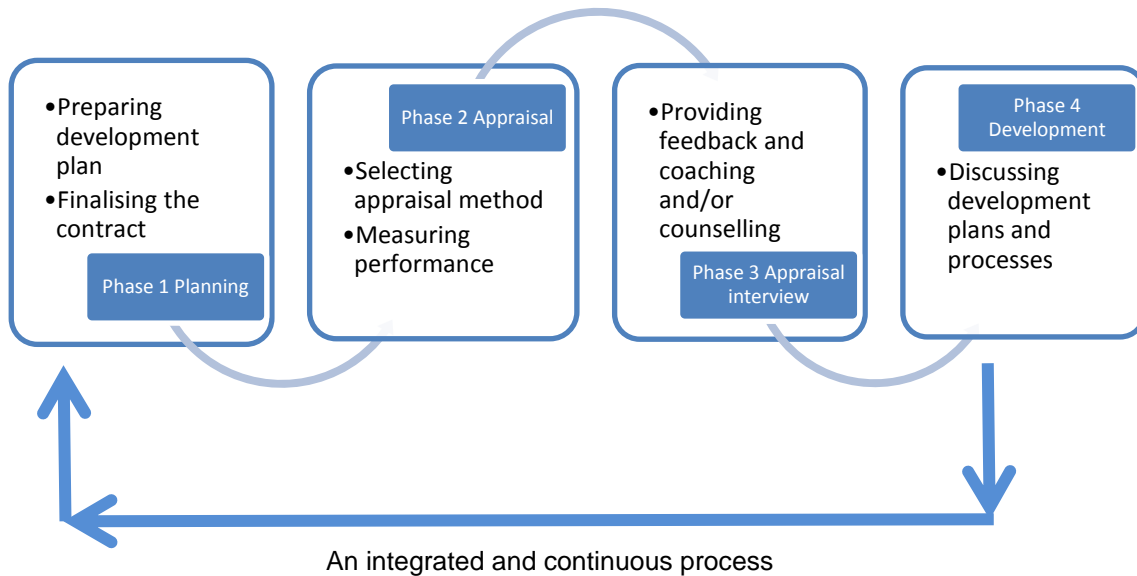 •Preparing
development
plan
•Finalising the
contract
Phase 1 Planning
Phase 2 Appraisal
•Selecting
appraisal method
•Measuring
performance
•Providing
feedback and
coaching
and/or
counselling
Phase 3 Appraisal
interview
Phase 4
Development
•Discussing
development
plans and
processes
An integrated and continuous process